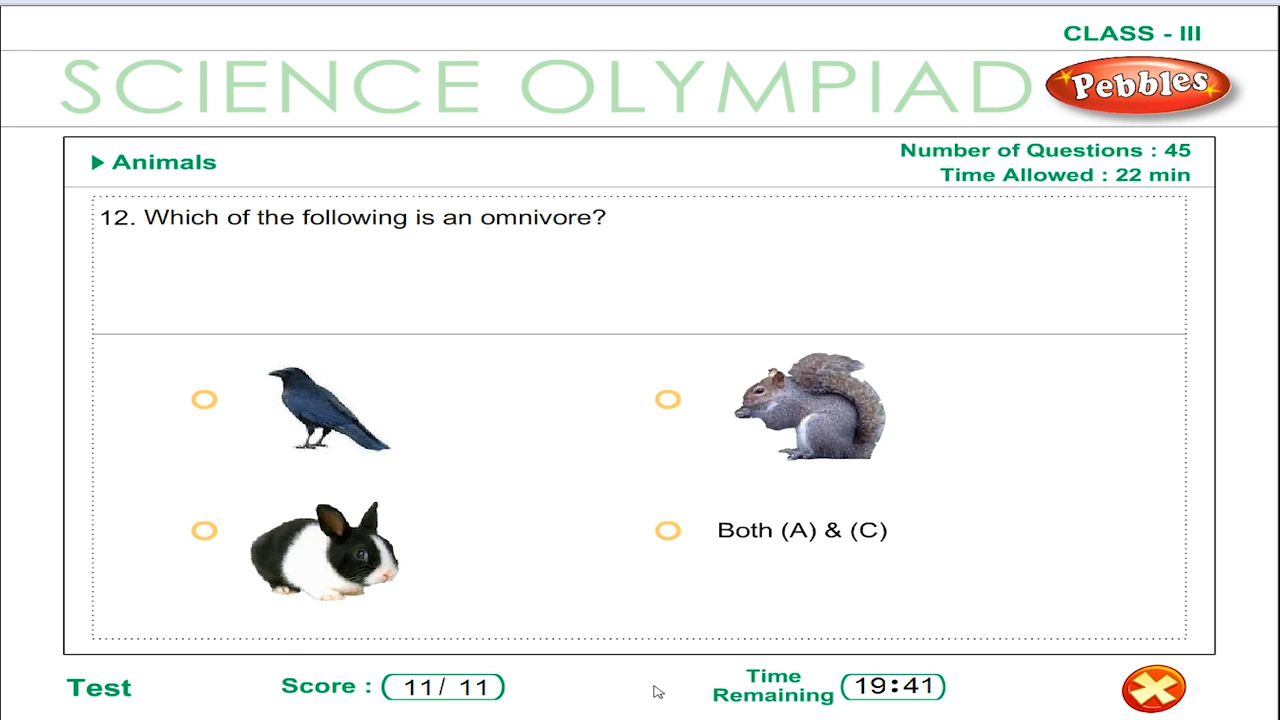 CLASS - III
SCIENCE OLYMPIAD
Pebbles
Animals
Number of Questions : 45
Time Allowed : 22 min
12. Which of the following is an omnivore?
Both (A) & (C)
Test
Score : 11/ 11
Time Remaining 19:41